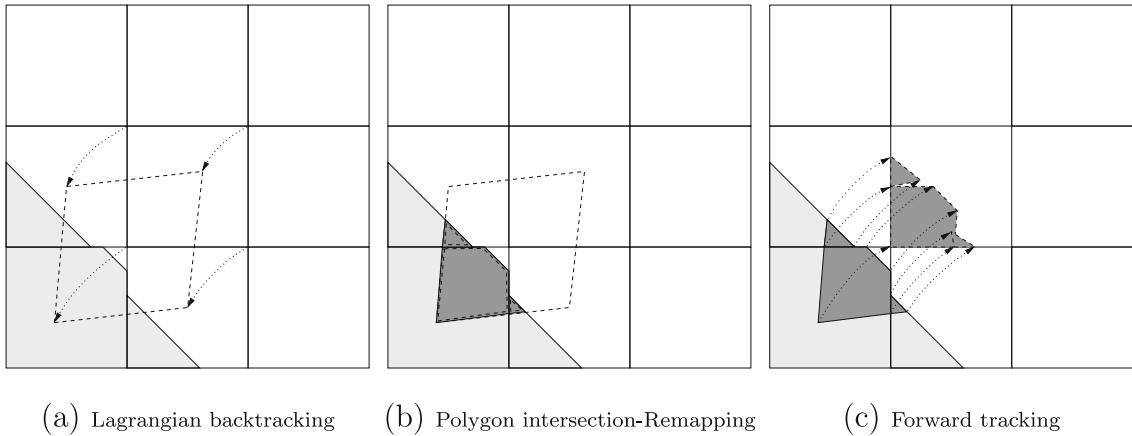 (a) Lagrangian backtracking
(b) Polygon intersection-Remapping
(c) Forward tracking